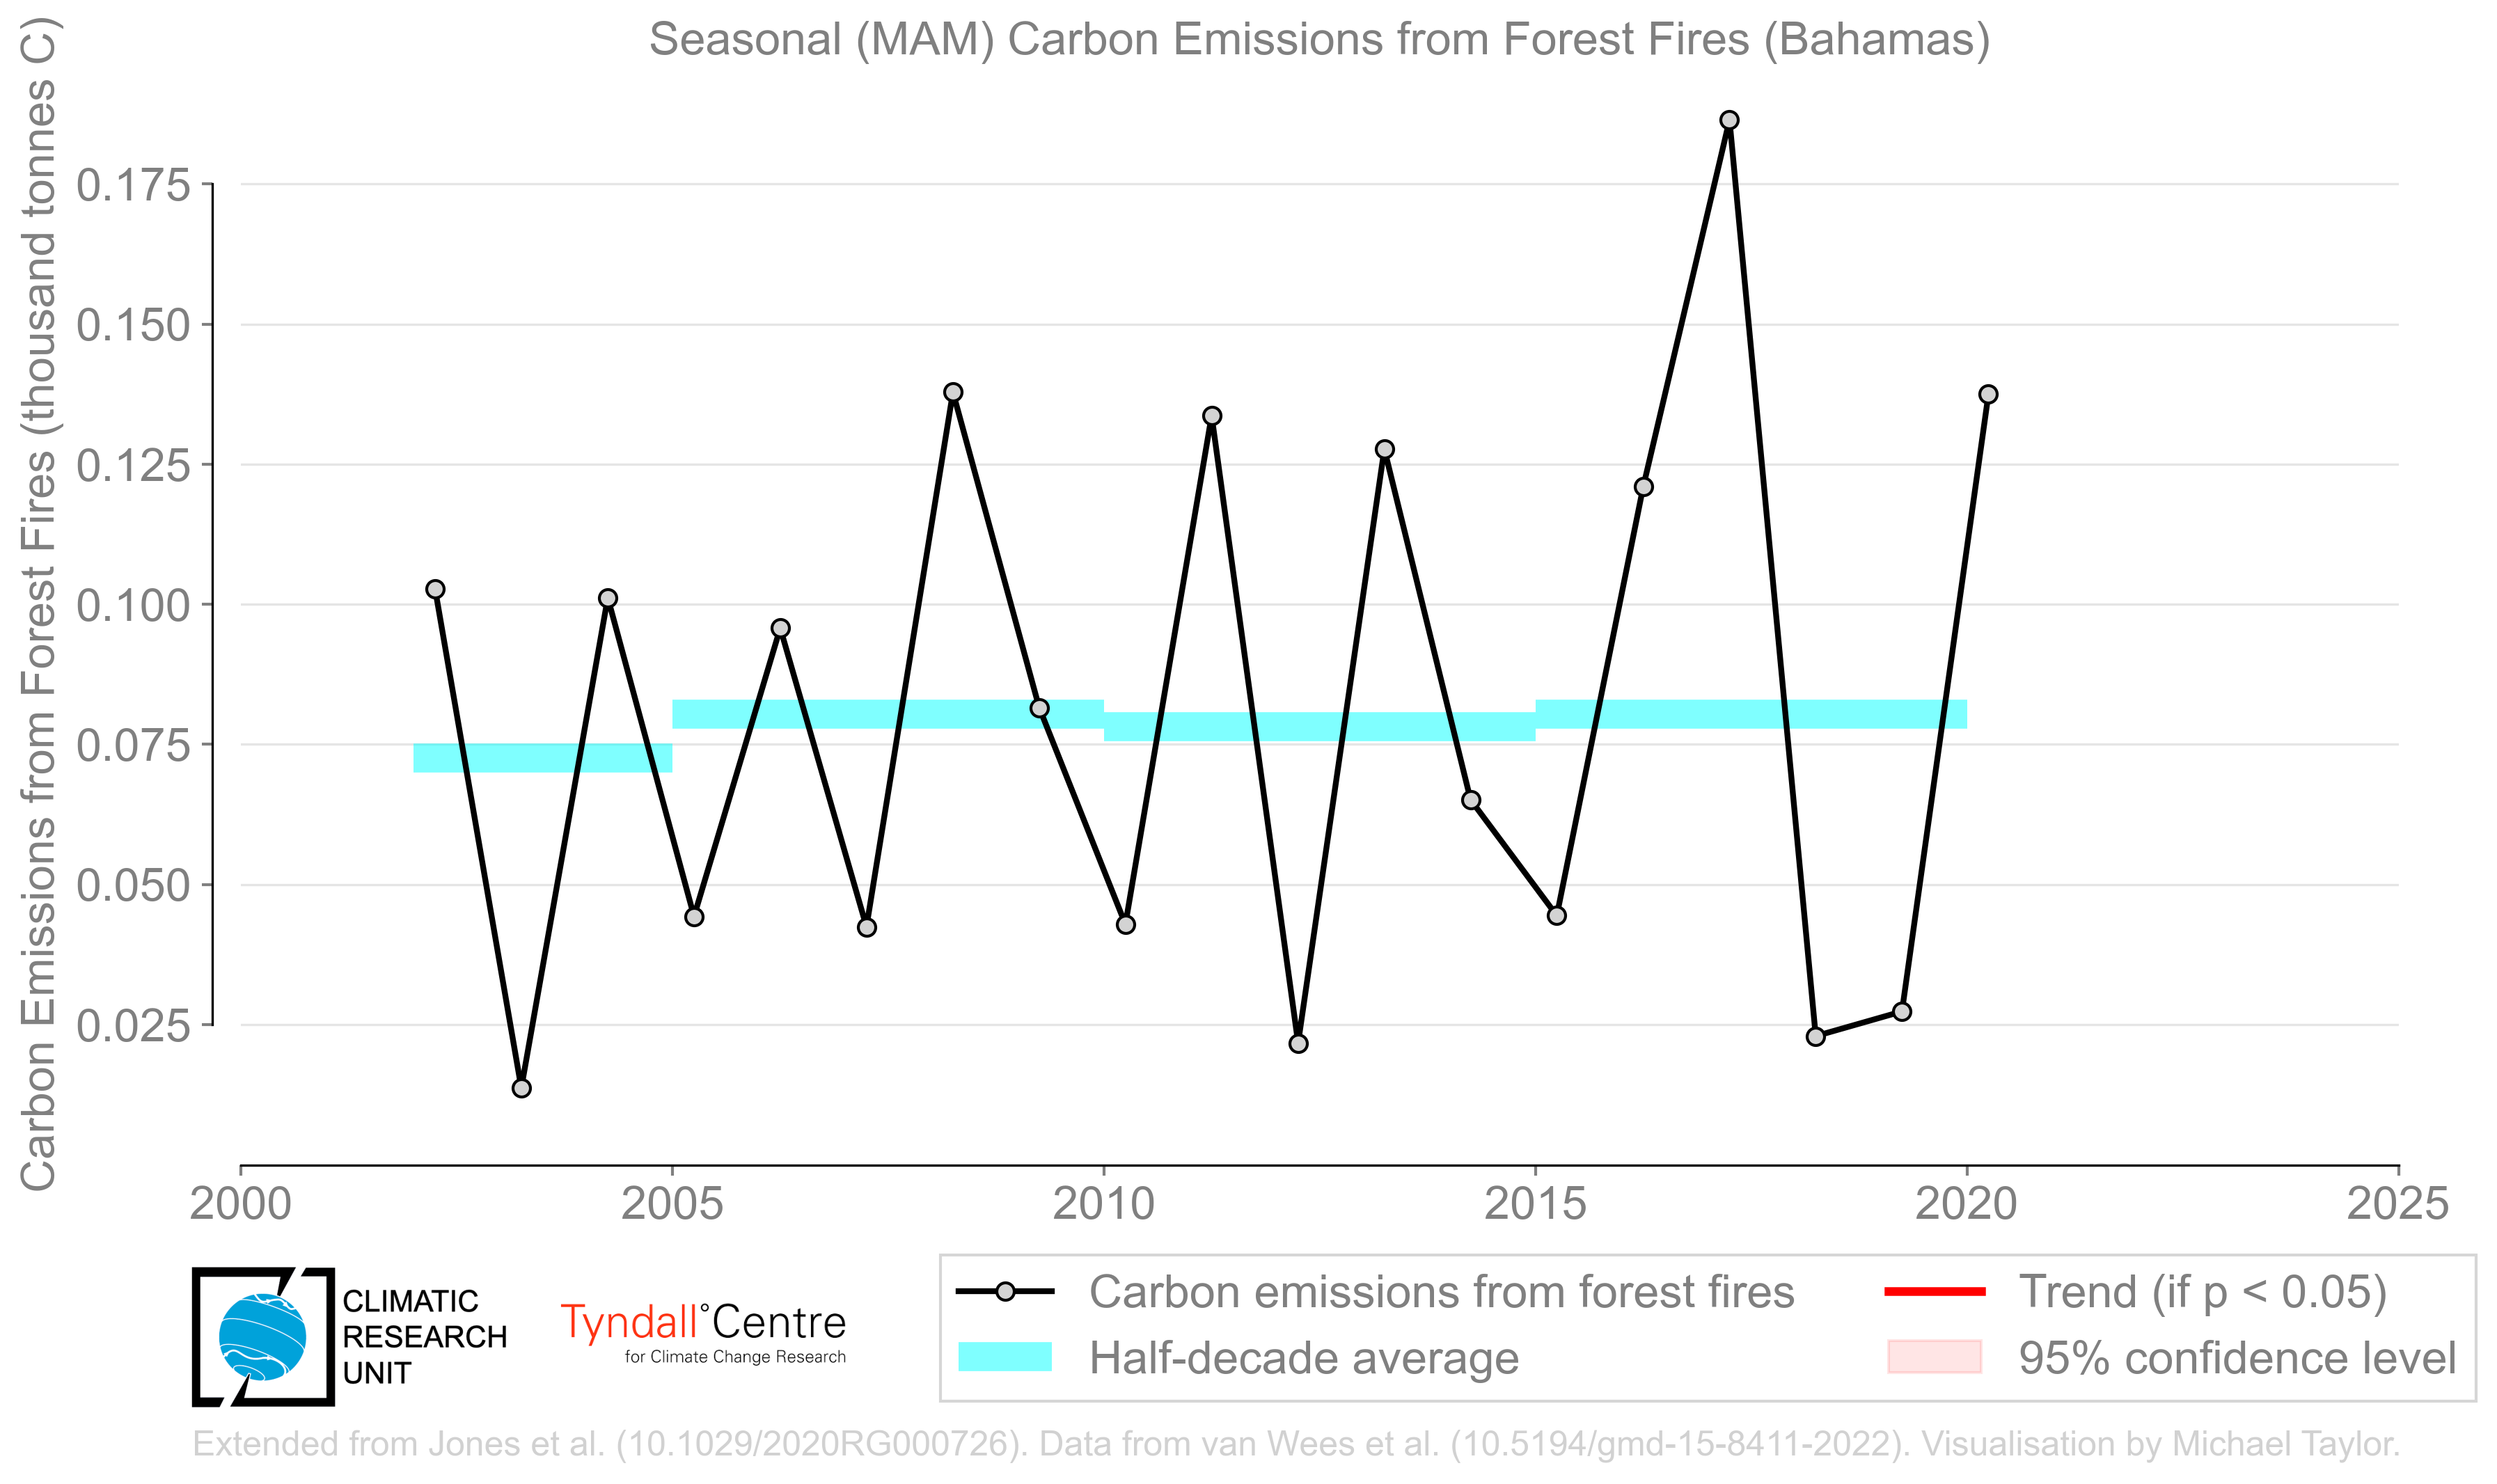 Seasonal (MAM) Carbon Emissions from Forest Fires (Bahamas)
Carbon Emissions from Forest Fires (thousand tonnes C)
0.175
0.150
0.125
0.100
0.075
0.050
0.025
2000 2005 2010 2015 2020 2025
CLIMATIC
RESEARCH
UNIT
Tyndall°Centre
for Climate Change Research
Carbon emissions from forest fires
Half-decade average
Trend (if p < 0.05)
95% confidence level
Extended from Jones et al. (10.1029/2020RG000726). Data from van Wees et al. (10.5194/gmd-15-8411-2022). Visualisation by Michael Taylor.